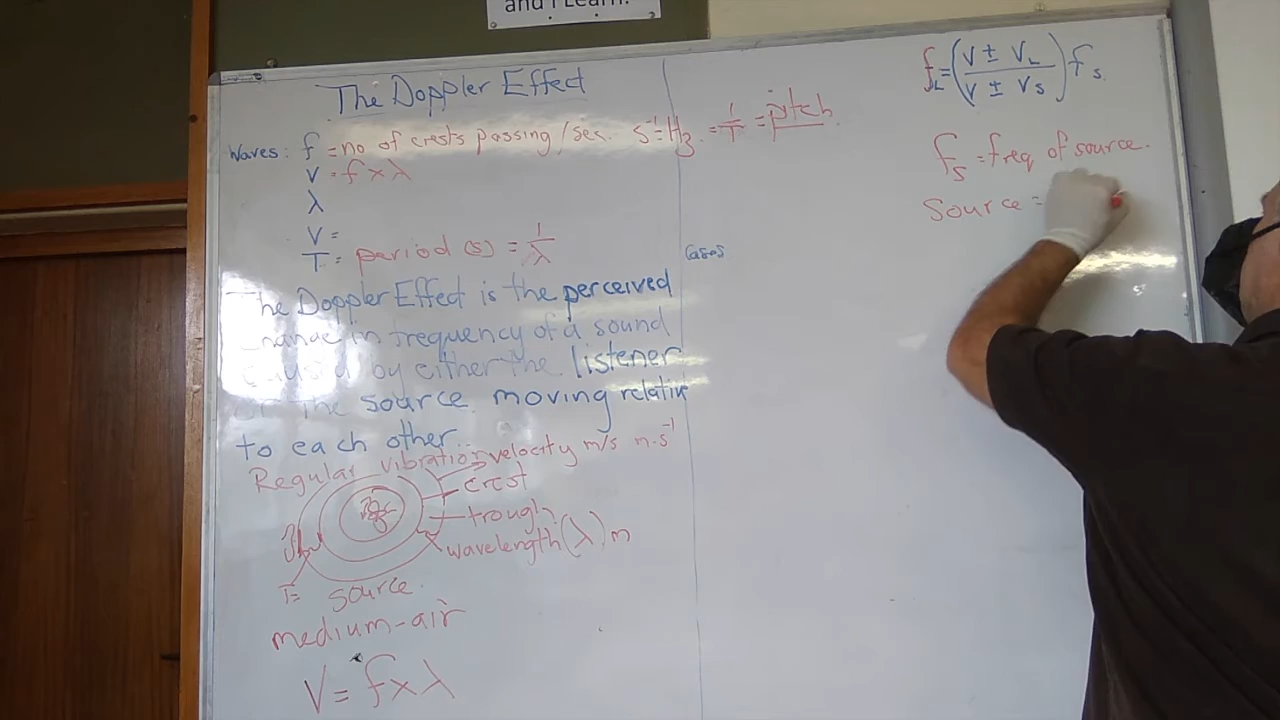 and I Learn.
The Doppler Effect
Waves: f = no of crests passing /sec. s⁻¹ = Hz. = 1/T = pitch
V = f x λ
λ
V =
T = period (s) = 1/λ
The Doppler Effect is the perceived
change in frequency of a sound
caused by either the listener
or the source moving relative
to each other.
Regular vibration velocity m/s m.s⁻¹
crest
trough
wavelength (λ) m
T= source.
medium-air
V = f x λ
Cases
f_L = (V ± V_L / V ± V_S) f_s.
f_s = freq of source.
Source =